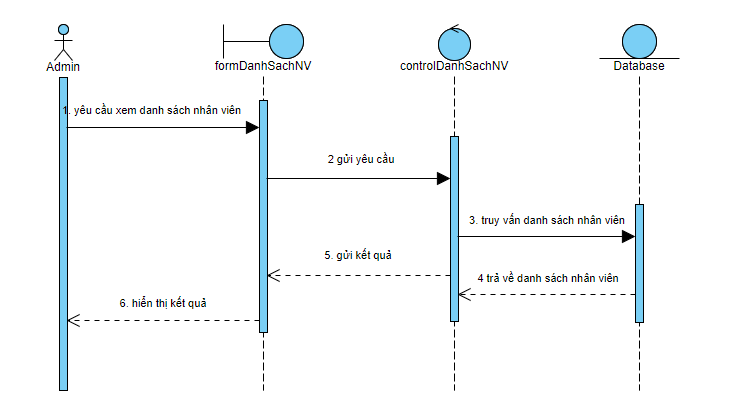 Admin
formDanhSachNV
controlDanhSachNV
Database
1. yêu cầu xem danh sách nhân viên
2 gửi yêu cầu
3. truy vấn danh sách nhân viên
5. gửi kết quả
4 trả về danh sách nhân viên
6. hiển thị kết quả